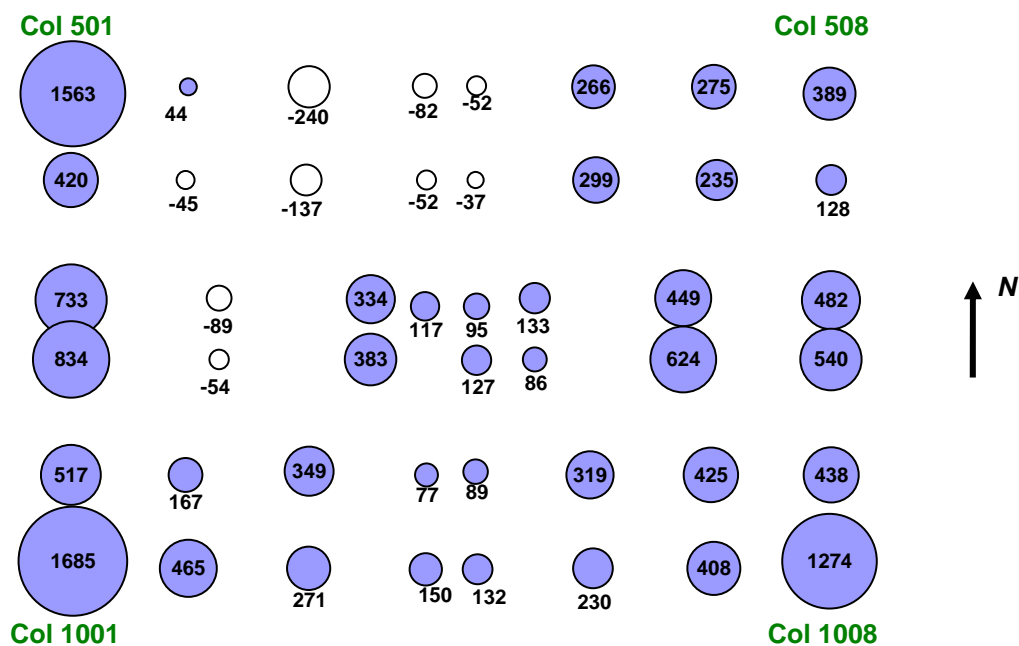 Col 501 Col 508
1563 266 275 389
44 -240 -82 -52
420 299 235
-45 -137 -52 -37 128
N
733 334 449 482
-89 117 95 133
834 383 624 540
-54 127 86
517 349 319 425 438
167 77 89
1685 465 408 1274
271 150 132 230
Col 1001 Col 1008